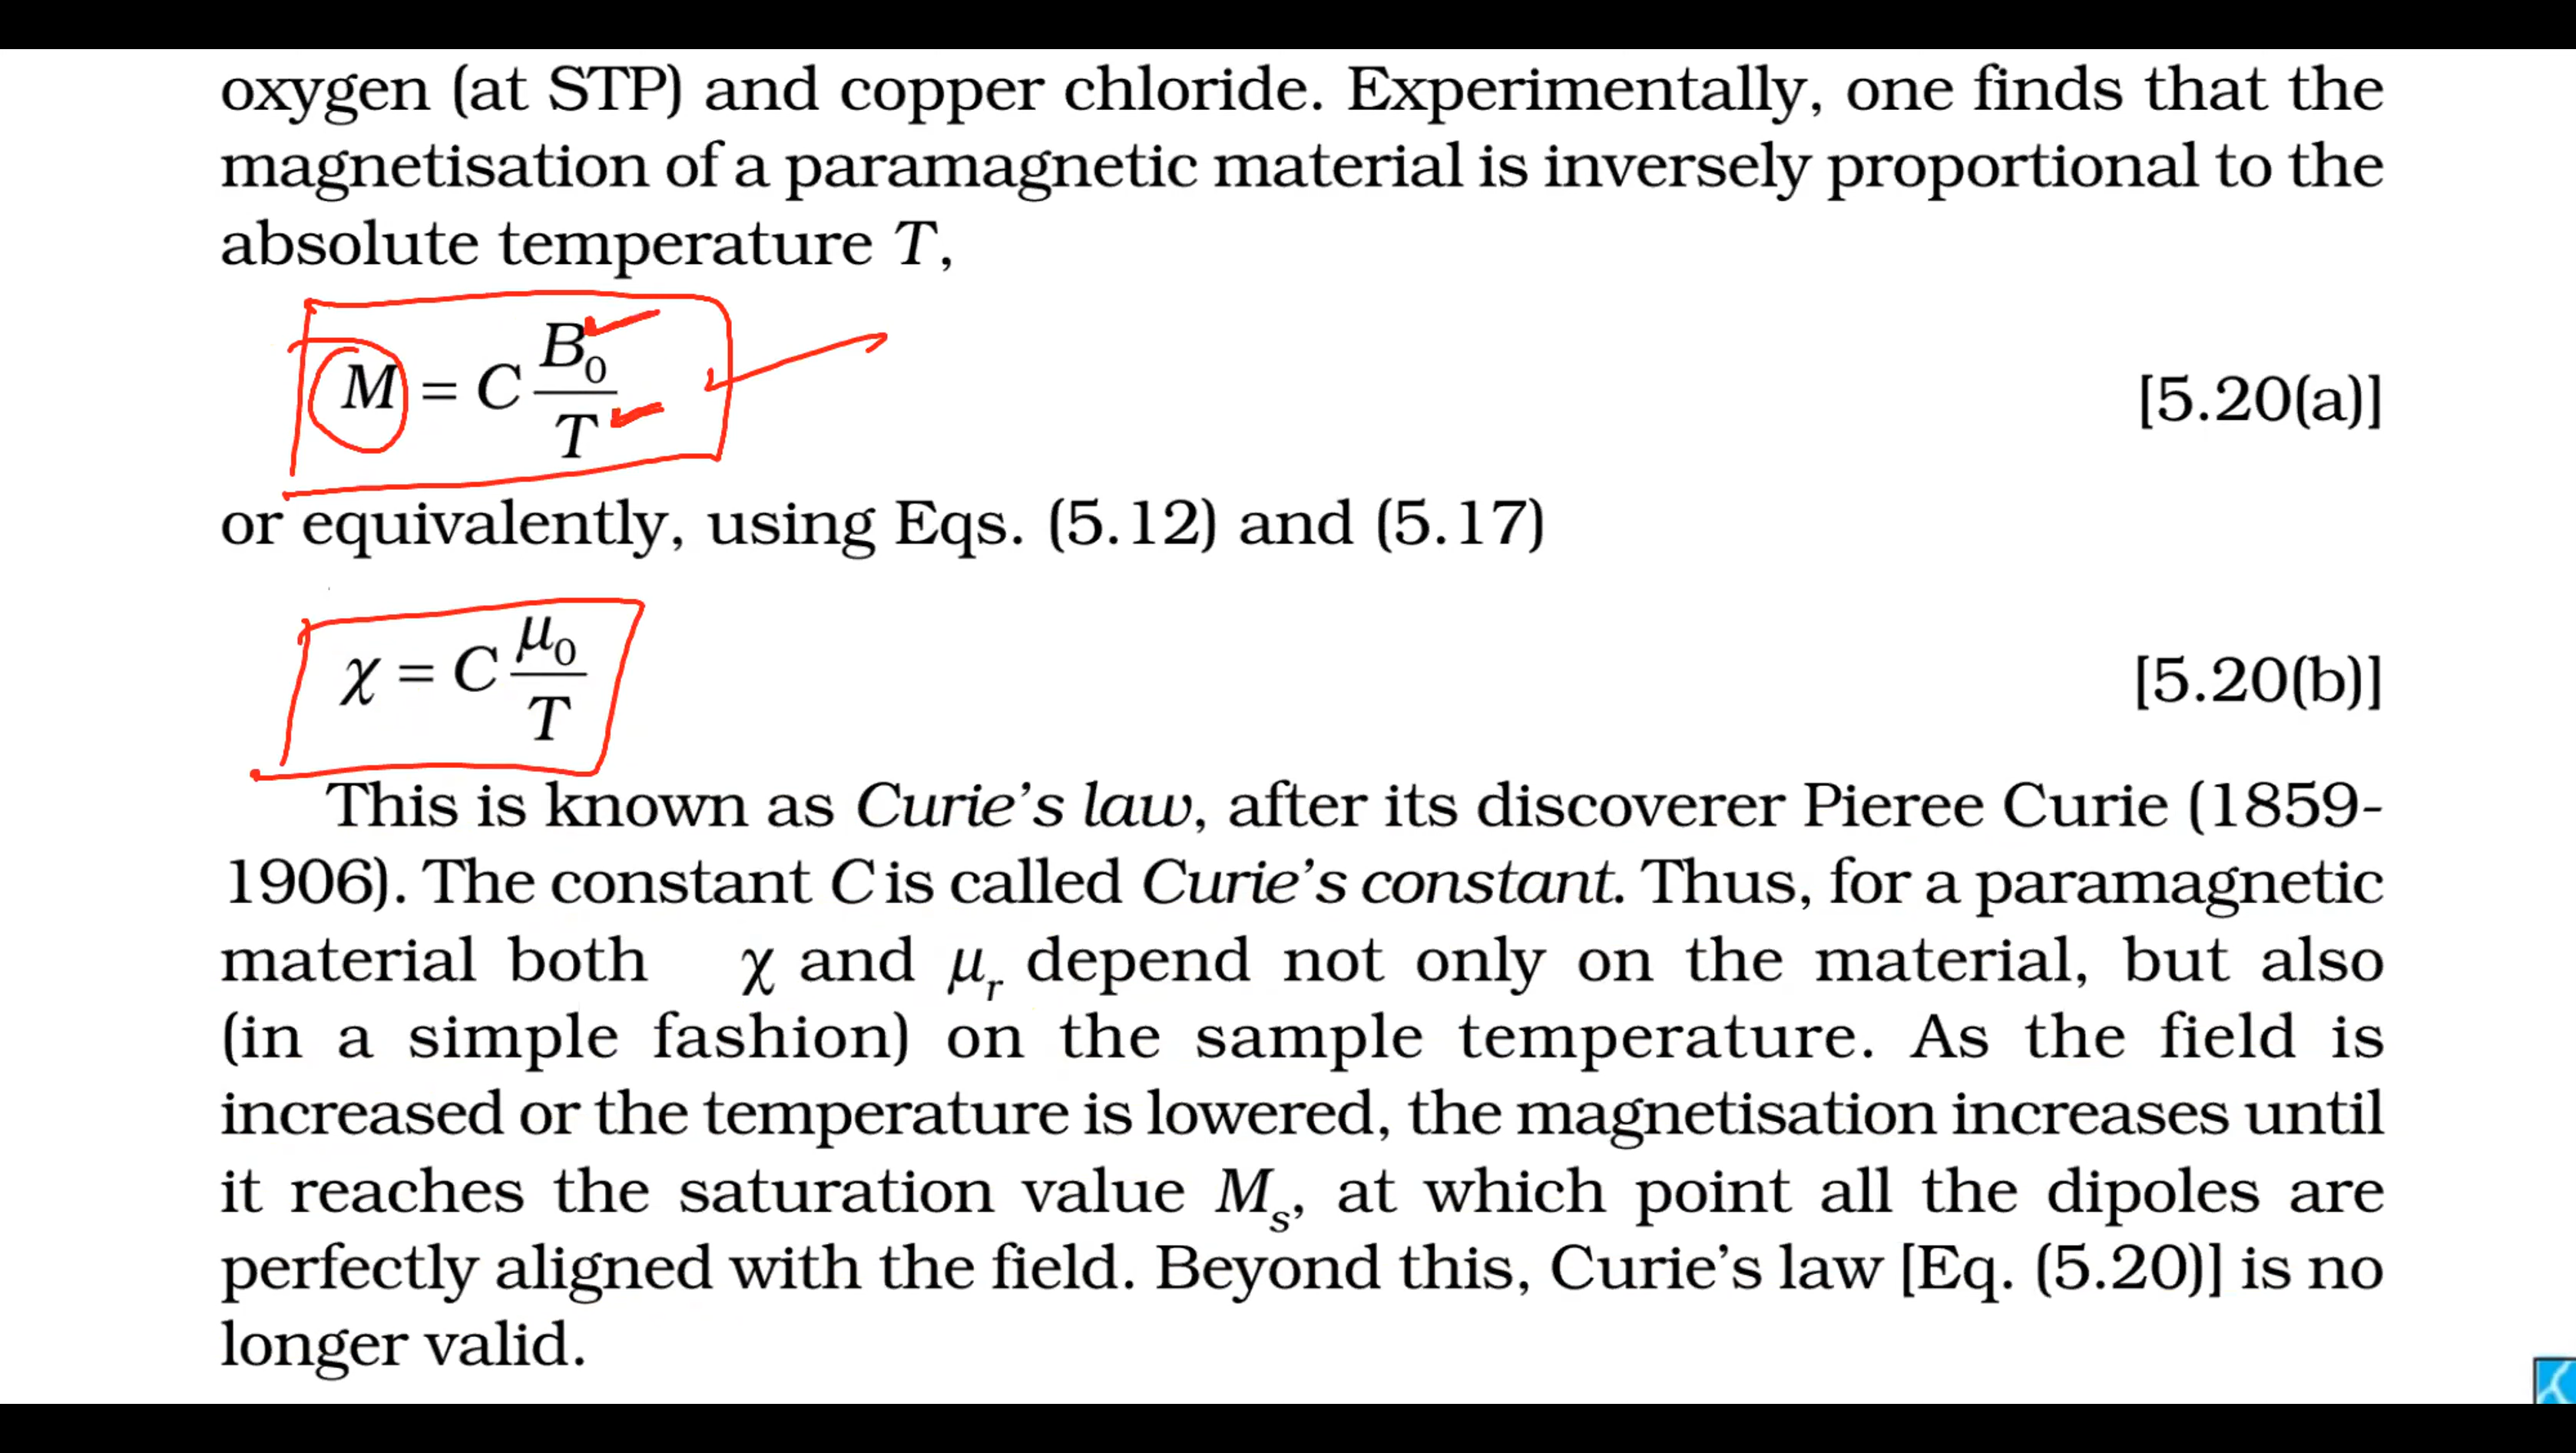 oxygen (at STP) and copper chloride. Experimentally, one finds that the
magnetisation of a paramagnetic material is inversely proportional to the
absolute temperature T,
M = C B₀/T [5.20(a)]
or equivalently, using Eqs. (5.12) and (5.17)
χ = C μ₀/T [5.20(b)]
This is known as Curie’s law, after its discoverer Pieree Curie (1859-
1906). The constant C is called Curie’s constant. Thus, for a paramagnetic
material both χ and μᵣ depend not only on the material, but also
(in a simple fashion) on the sample temperature. As the field is
increased or the temperature is lowered, the magnetisation increases until
it reaches the saturation value Mₛ, at which point all the dipoles are
perfectly aligned with the field. Beyond this, Curie’s law [Eq. (5.20)] is no
longer valid.